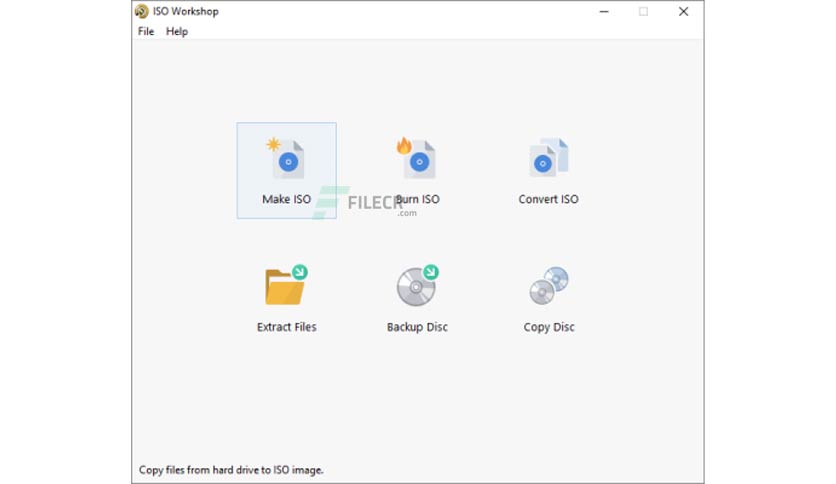 ISO Workshop
File Help
Make ISO
Burn ISO
Convert ISO
FILECR
.com
Extract Files
Backup Disc
Copy Disc
Copy files from hard drive to ISO image.